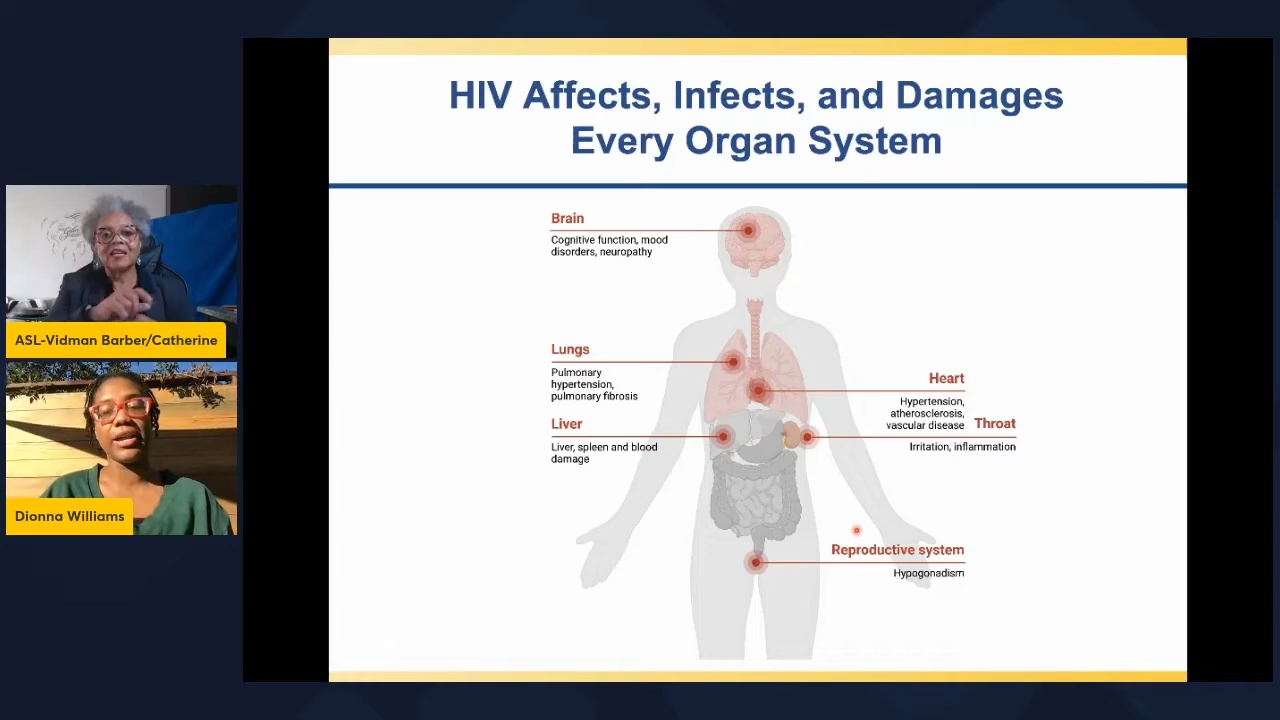 HIV Affects, Infects, and Damages
Every Organ System
Brain
Cognitive function, mood
disorders, neuropathy
Lungs
Pulmonary
hypertension,
pulmonary fibrosis
Heart
Hypertension,
atherosclerosis,
vascular disease
Liver
Liver, spleen and blood
damage
Throat
Irritation, inflammation
Reproductive system
Hypogonadism
ASL-Vidman Barber/Catherine
Dionna Williams